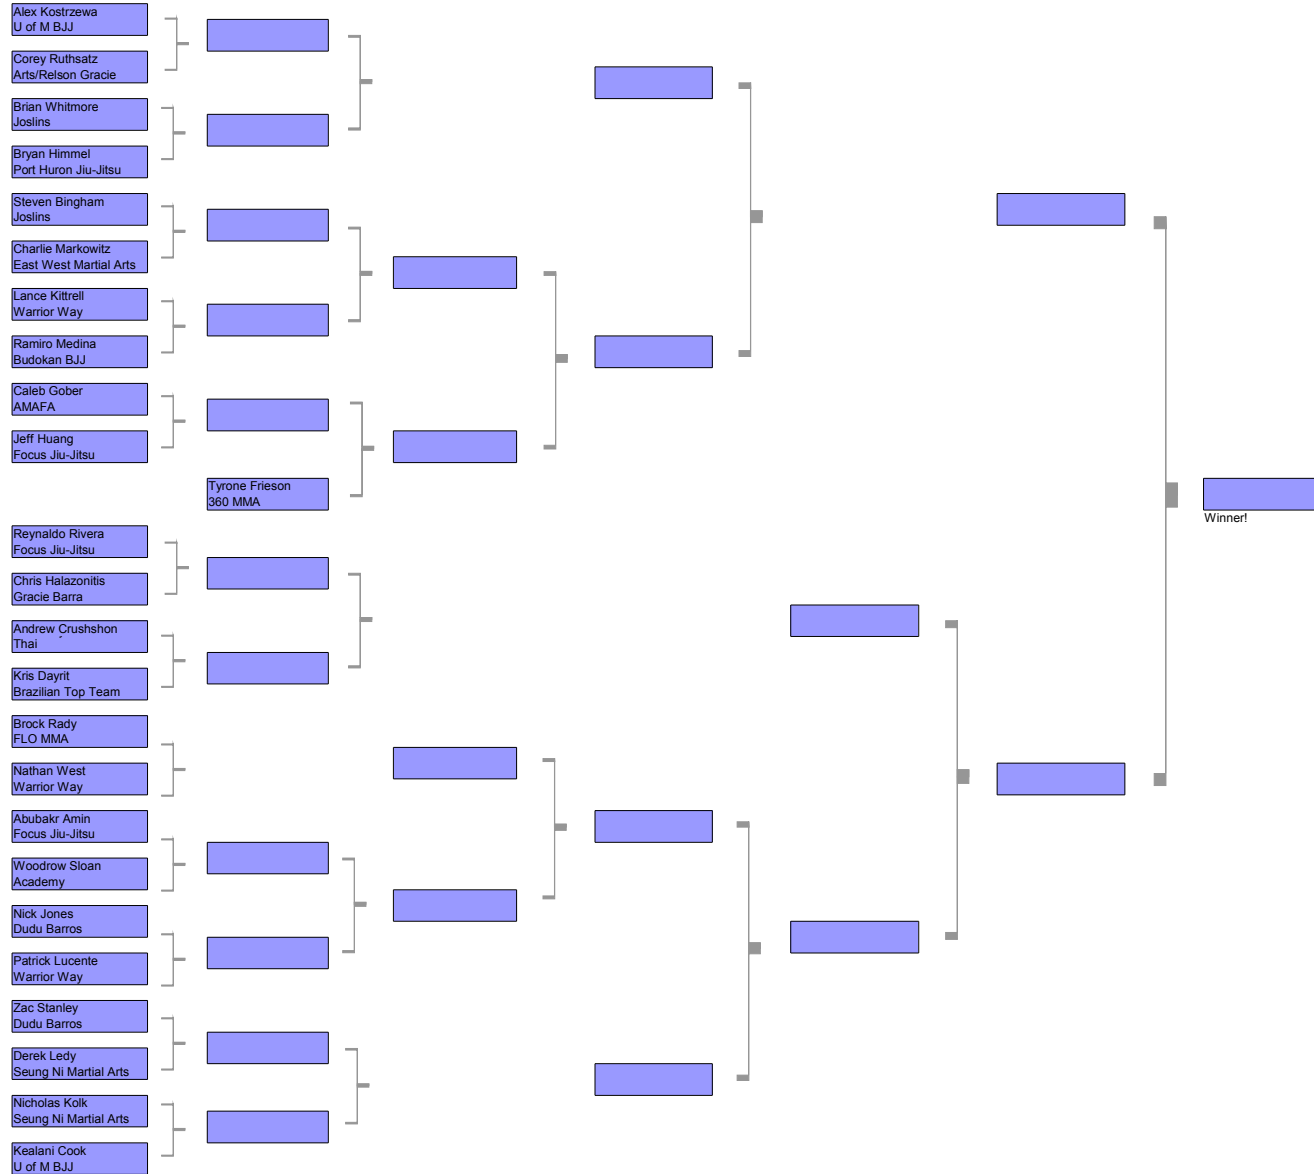 Alex Kostrzewa
U of M BJJ
Corey Ruthsatz
Arts/Relson Gracie
Brian Whitmore
Joslins
Bryan Himmel
Port Huron Jiu-Jitsu
Steven Bingham
Joslins
Charlie Markowitz
East West Martial Arts
Lance Kittrell
Warrior Way
Ramiro Medina
Budokan BJJ
Caleb Gober
AMAFA
Jeff Huang
Focus Jiu-Jitsu
Tyrone Frieson
360 MMA
Winner!
Reynaldo Rivera
Focus Jiu-Jitsu
Chris Halazonitis
Gracie Barra
Andrew Crushshon
Thai
Kris Dayrit
Brazilian Top Team
Brock Rady
FLO MMA
Nathan West
Warrior Way
Abubakr Amin
Focus Jiu-Jitsu
Woodrow Sloan
Academy
Nick Jones
Dudu Barros
Patrick Lucente
Warrior Way
Zac Stanley
Dudu Barros
Derek Ledy
Seung Ni Martial Arts
Nicholas Kolk
Seung Ni Martial Arts
Kealani Cook
U of M BJJ